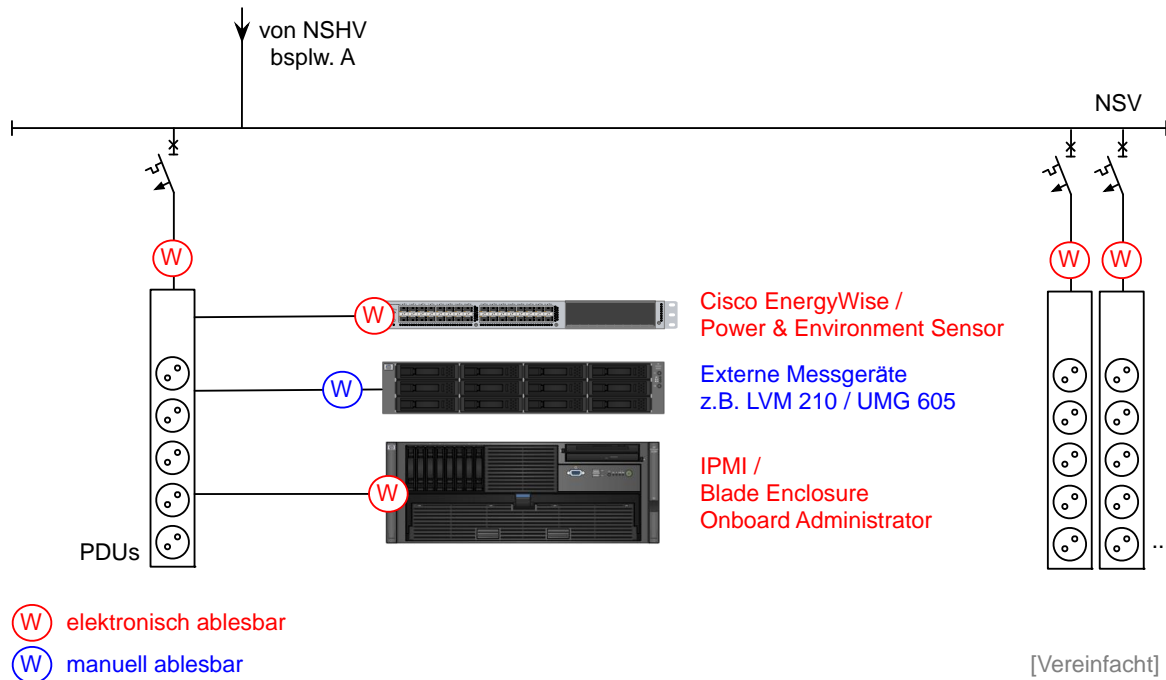 von NSHV
bsplw. A
NSV
W
W
W
W
Cisco EnergyWise /
Power & Environment Sensor
W
Externe Messgeräte
z.B. LVM 210 / UMG 605
W
IPMI /
Blade Enclosure
Onboard Administrator
W
PDUs
..
W elektronisch ablesbar
W manuell ablesbar
[Vereinfacht]